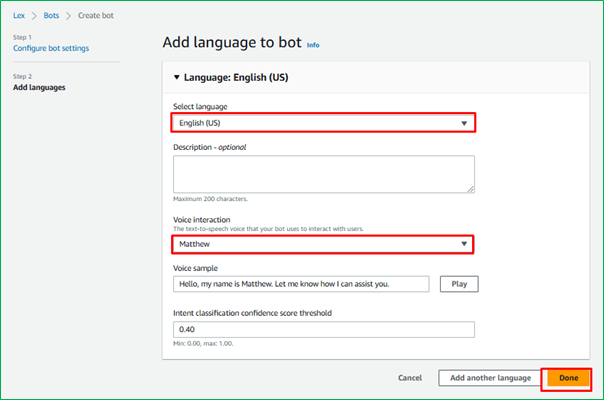 Lex > Bots > Create bot
Step 1
Configure bot settings
Step 2
Add languages
Add language to bot Info
Language: English (US)
Select language
English (US)
Description - optional
Maximum 200 characters.
Voice interaction
The text-to-speech voice that your bot uses to interact with users.
Matthew
Voice sample
Hello, my name is Matthew. Let me know how I can assist you.
Play
Intent classification confidence score threshold
0.40
Min: 0.00, max: 1.00.
Cancel
Add another language
Done